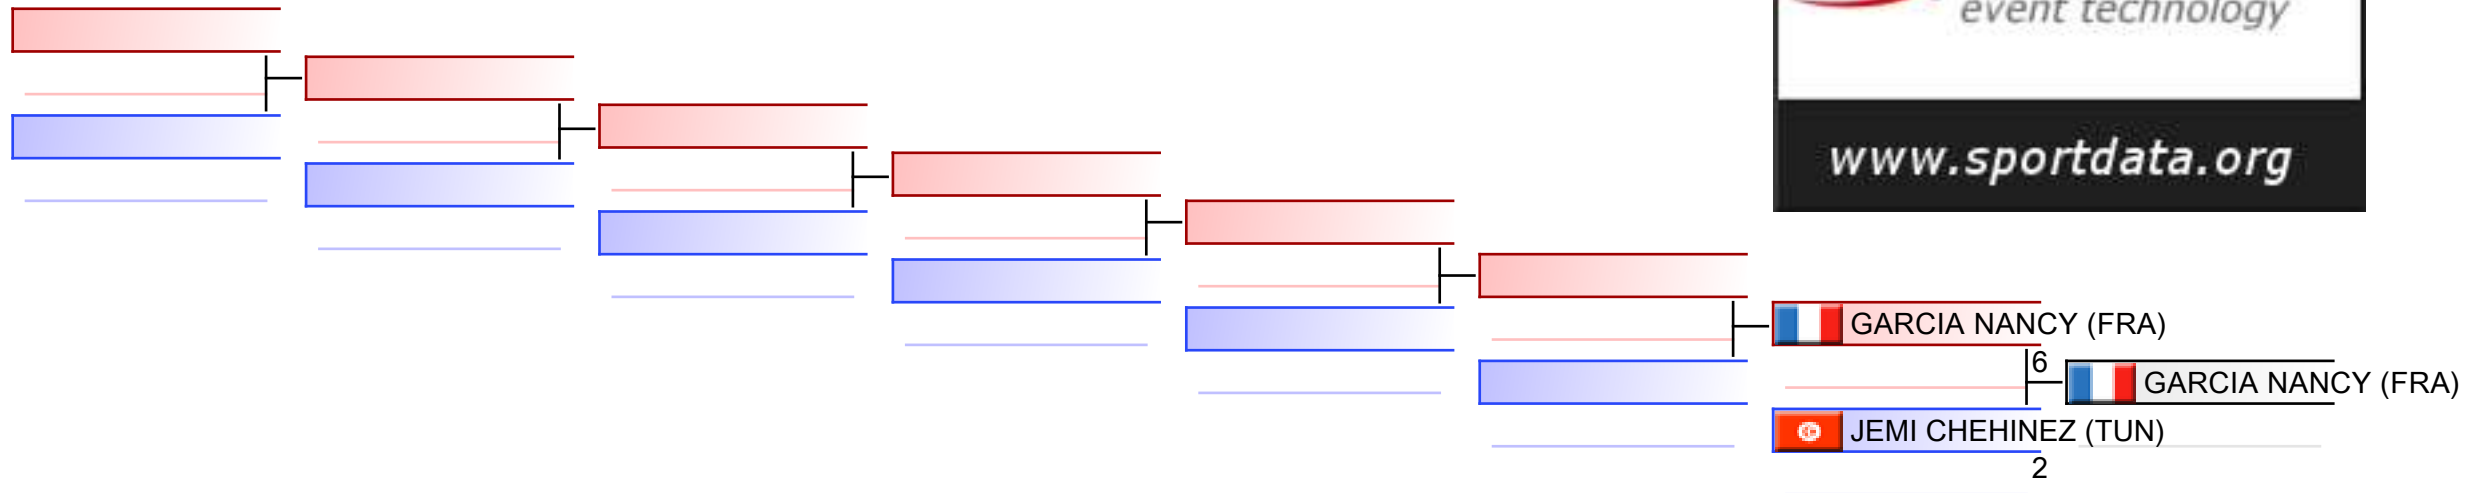 event technology
www.sportdata.org
GARCIA NANCY (FRA)
6
GARCIA NANCY (FRA)
JEMI CHEHINEZ (TUN)
2